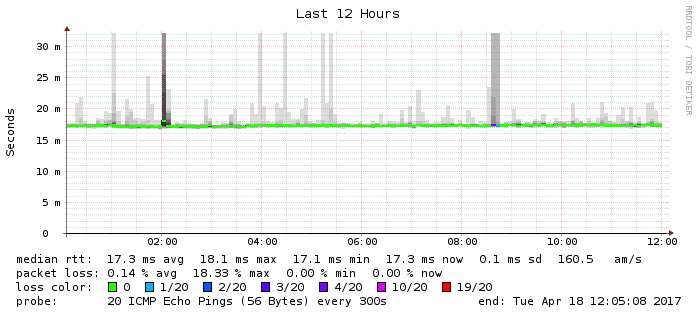 Last 12 Hours
RRDTOOL / TOBI OETIKER
Seconds
30 m
25 m
20 m
15 m
10 m
5 m
0
02:00 04:00 06:00 08:00 10:00 12:00
median rtt: 17.3 ms avg 18.1 ms max 17.1 ms min 17.3 ms now 0.1 ms sd 160.5 am/s
packet loss: 0.14 % avg 18.33 % max 0.00 % min 0.00 % now
loss color: 0 1/20 2/20 3/20 4/20 10/20 19/20
probe: 20 ICMP Echo Pings (56 Bytes) every 300s end: Tue Apr 18 12:05:08 2017